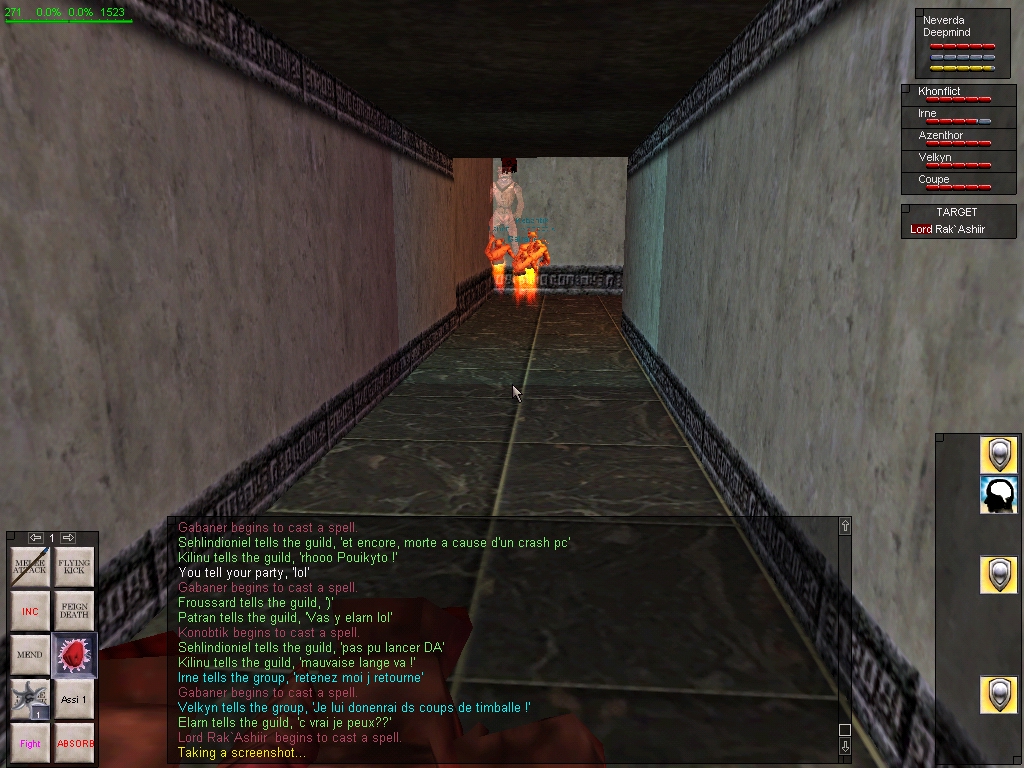 271 0.0% 0.0% 1523
Neverda
Deepmind
Khonflict
Irne
Azenthor
Velkyn
Coupe
TARGET
Lord Rak`Ashiir
Gabaner begins to cast a spell.
Sehlindioniel tells the guild, 'et encore, morte a cause d'un crash pc'
Kilinu tells the guild, 'rhooo Pouikyto !'
You tell your party, 'lol'
Gabaner begins to cast a spell.
Froussard tells the guild, ')'
Patran tells the guild, 'Vas y elarn lol'
Konobtik begins to cast a spell.
Sehlindioniel tells the guild, 'pas pu lancer DA'
Kilinu tells the guild, 'mauvaise lange va !'
Irne tells the group, 'retenez moi j retourne'
Gabaner begins to cast a spell.
Velkyn tells the group, 'Je lui donenrai ds coups de timballe !'
Elarn tells the guild, 'c vrai je peux??'
Lord Rak`Ashiir begins to cast a spell.
Taking a screenshot...
1
MELEE ATTACK
FLYING KICK
INC
FEIGN DEATH
MEND
1
Assi 1
Fight
ABSORB